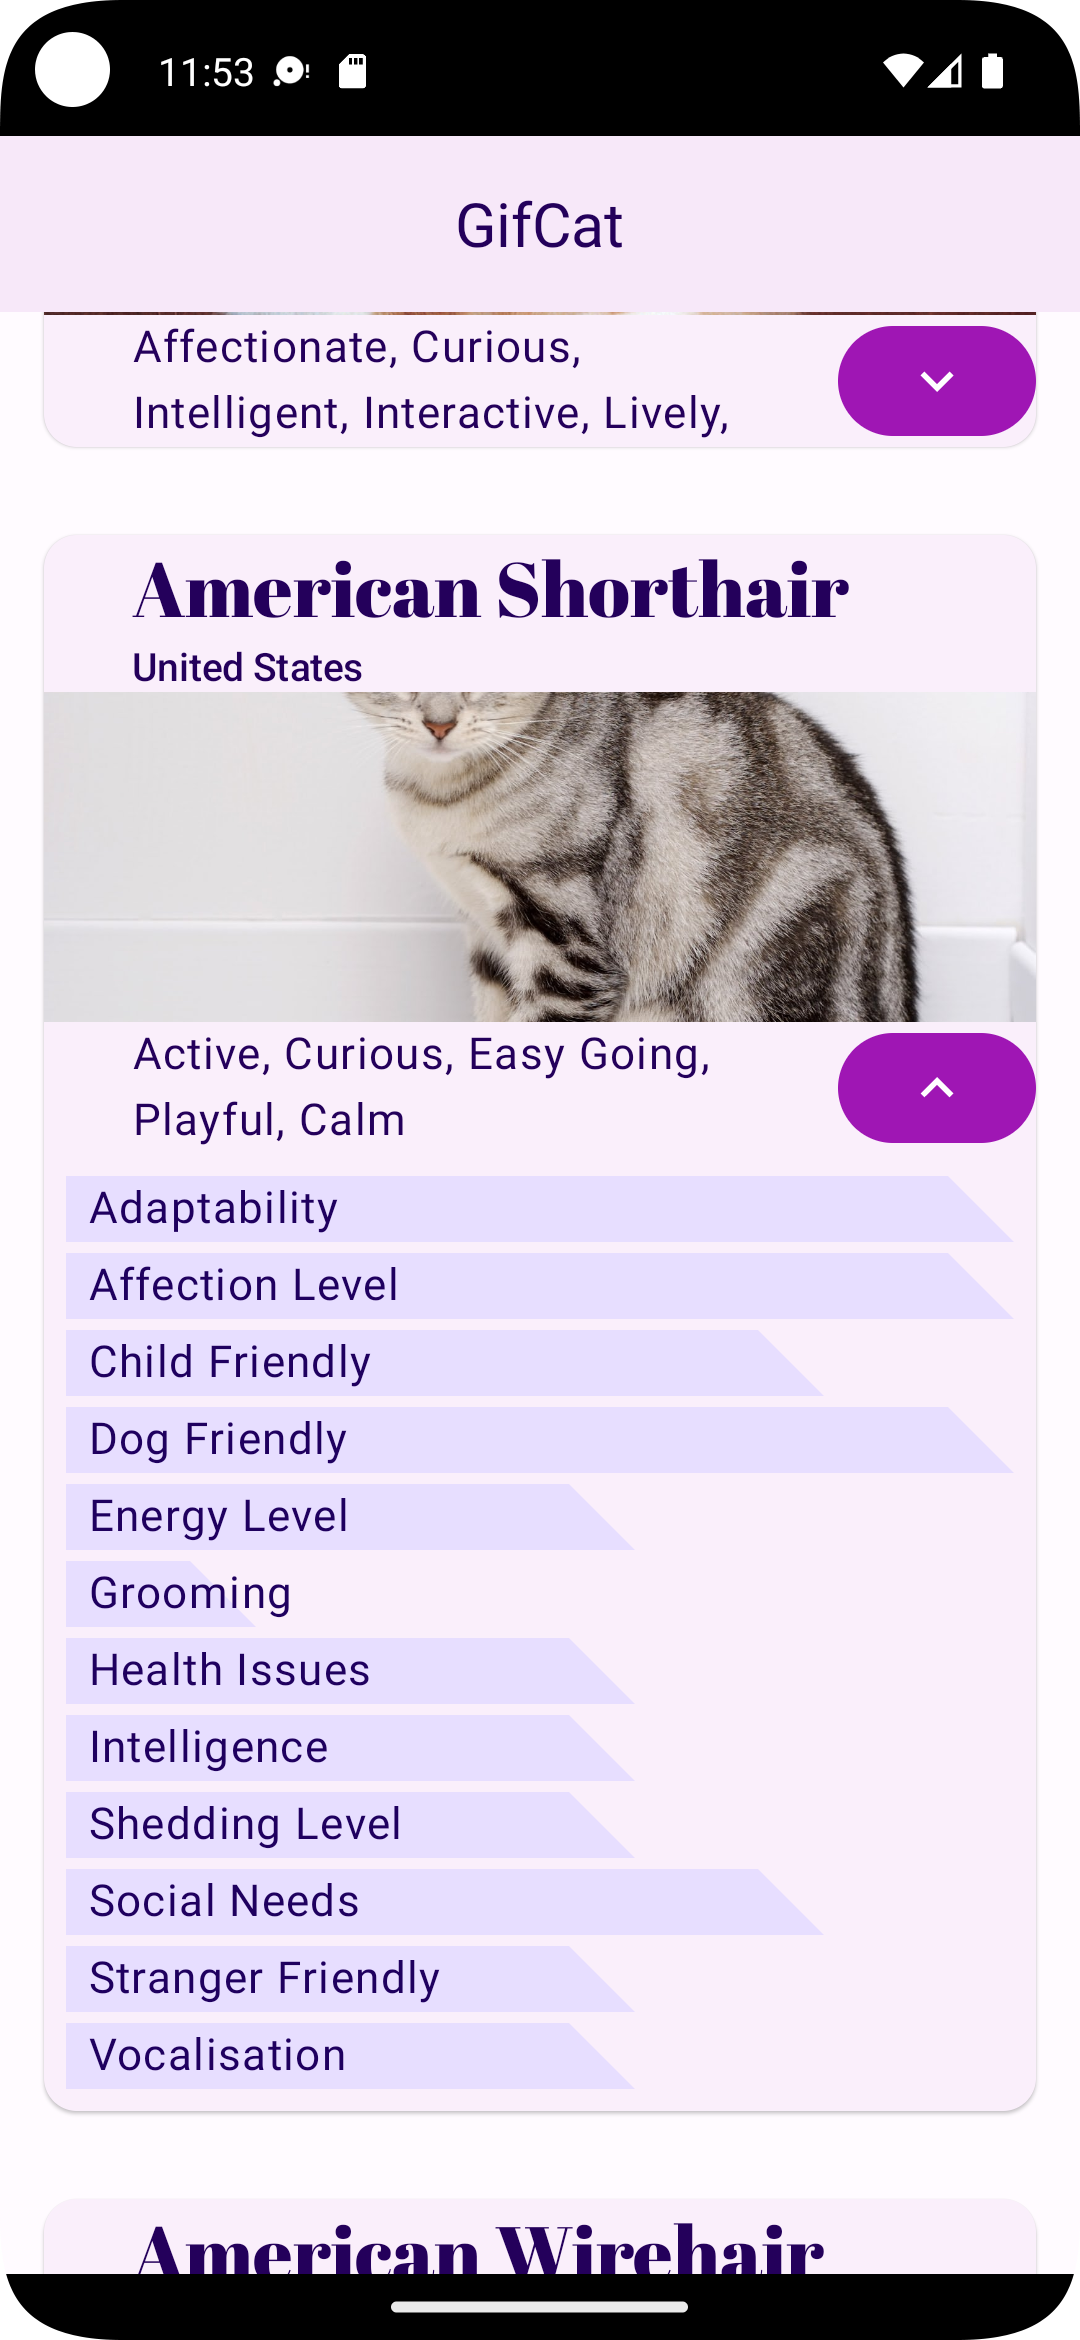 11:53
GifCat
Affectionate, Curious,
Intelligent, Interactive, Lively,
American Shorthair
United States
Active, Curious, Easy Going,
Playful, Calm
Adaptability
Affection Level
Child Friendly
Dog Friendly
Energy Level
Grooming
Health Issues
Intelligence
Shedding Level
Social Needs
Stranger Friendly
Vocalisation
American Wirehair